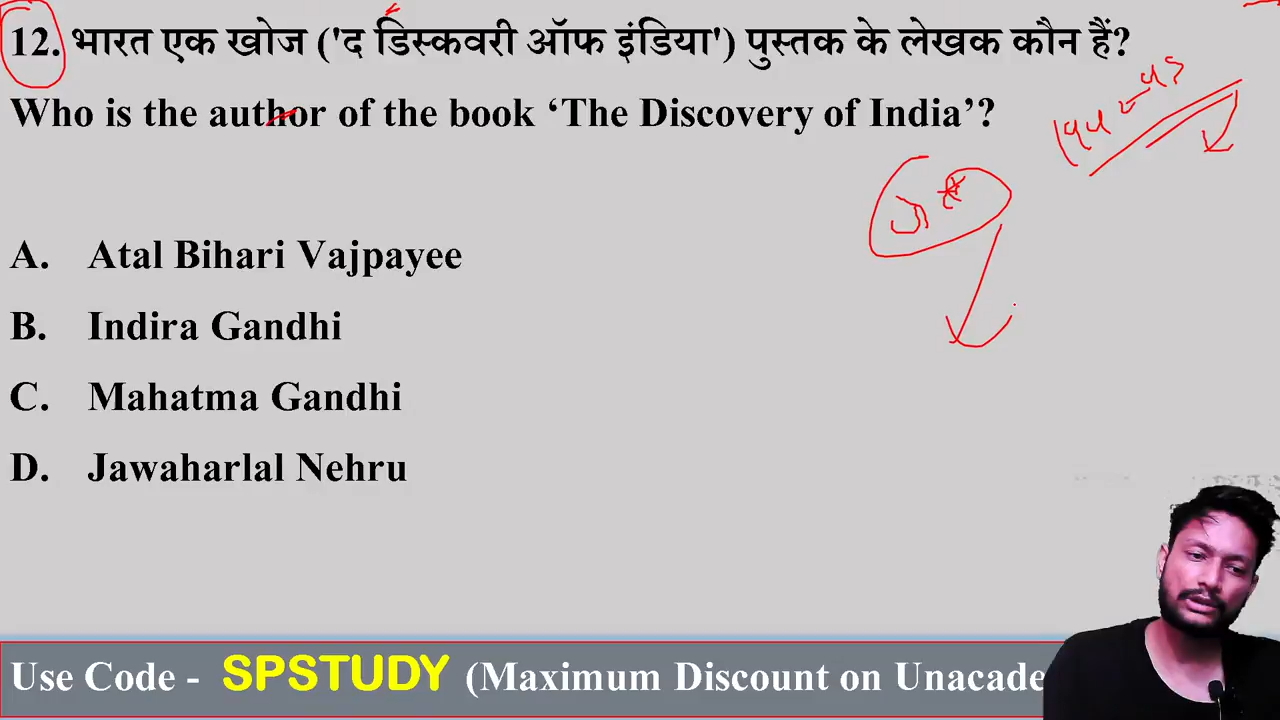 12. भारत एक खोज ('द डिस्कवरी ऑफ इंडिया') पुस्तक के लेखक कौन हैं?
Who is the author of the book ‘The Discovery of India’?
A. Atal Bihari Vajpayee
B. Indira Gandhi
C. Mahatma Gandhi
D. Jawaharlal Nehru
Use Code - SPSTUDY (Maximum Discount on Unacade